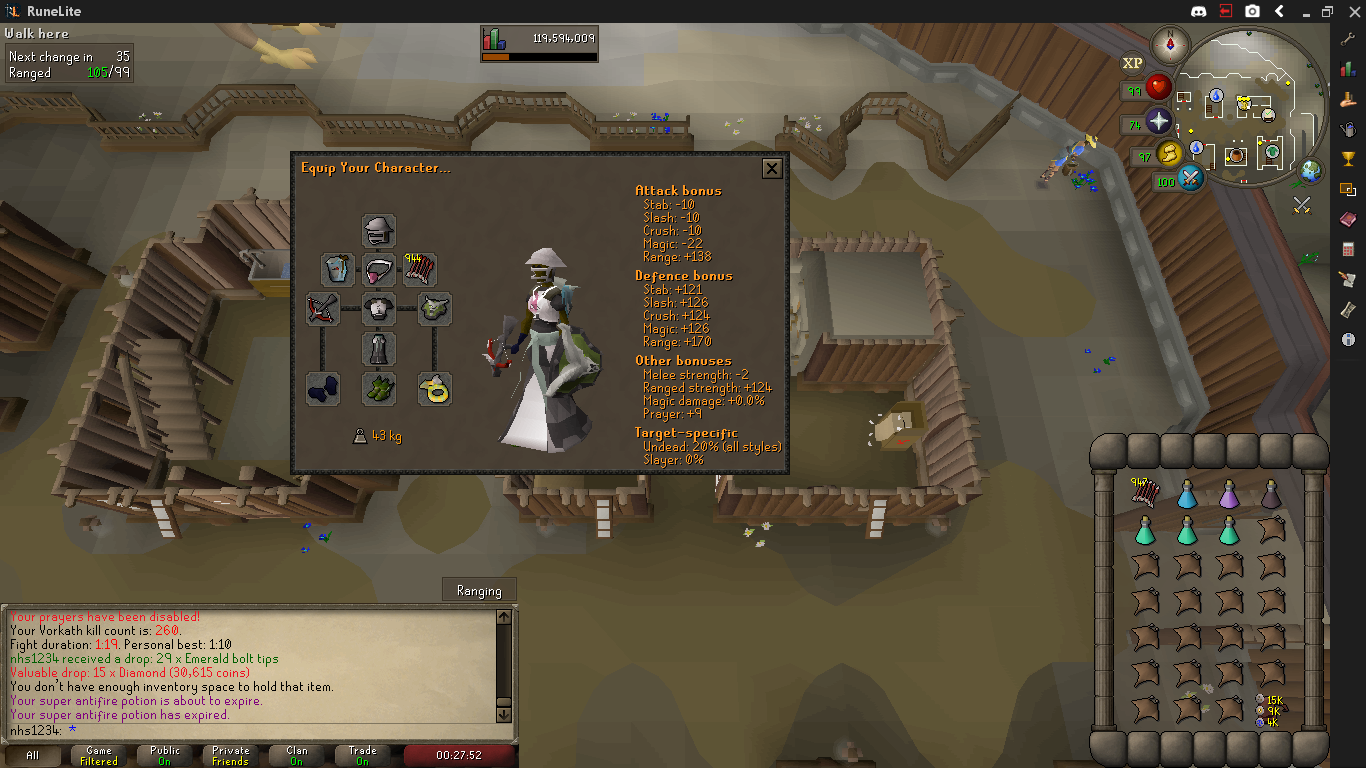 RuneLite
Walk here
Next change in 35
Ranged 105/99
119,594,009
N
XP
99
74
97
100
Equip Your Character...
944
43 kg
Attack bonus
Stab: -10
Slash: -10
Crush: -10
Magic: -22
Range: +138
Defence bonus
Stab: +121
Slash: +126
Crush: +124
Magic: +126
Range: +170
Other bonuses
Melee strength: -2
Ranged strength: +124
Magic damage: +0.0%
Prayer: +9
Target-specific
Undead: 20% (all styles)
Slayer: 0%
947
15K
9K
4K
Ranging
Your prayers have been disabled!
Your Vorkath kill count is: 260.
Fight duration: 1:19. Personal best: 1:10
nhs1234 received a drop: 29 x Emerald bolt tips
Valuable drop: 15 x Diamond (30,615 coins)
You don't have enough inventory space to hold that item.
Your super antifire potion is about to expire.
Your super antifire potion has expired.
nhs1234: *
All
Game
Filtered
Public
On
Private
Friends
Clan
On
Trade
On
00:27:52